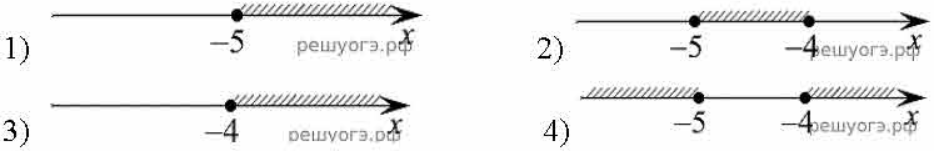 1) −5 x решуогэ.рф
2) −5 −4 x решуогэ.рф
3) −4 x решуогэ.рф
4) −5 −4 x решуогэ.рф